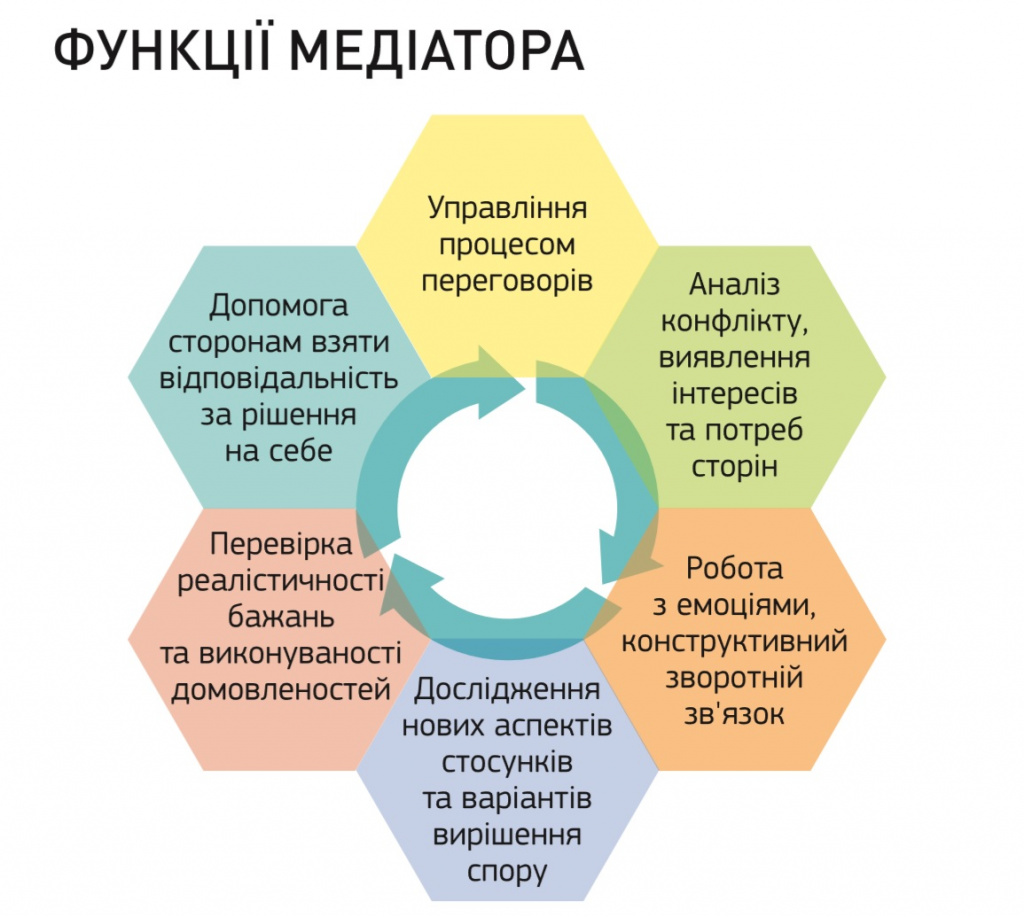 ФУНКЦІЇ МЕДІАТОРА
Управління
процесом
переговорів
Аналіз
конфлікту,
виявлення
інтересів
та потреб
сторін
Робота
з емоціями,
конструктивний
зворотній
зв'язок
Дослідження
нових аспектів
стосунків
та варіантів
вирішення
спору
Перевірка
реалістичності
бажань
та виконуваності
домовленостей
Допомога
сторонам взяти
відповідальність
за рішення
на себе